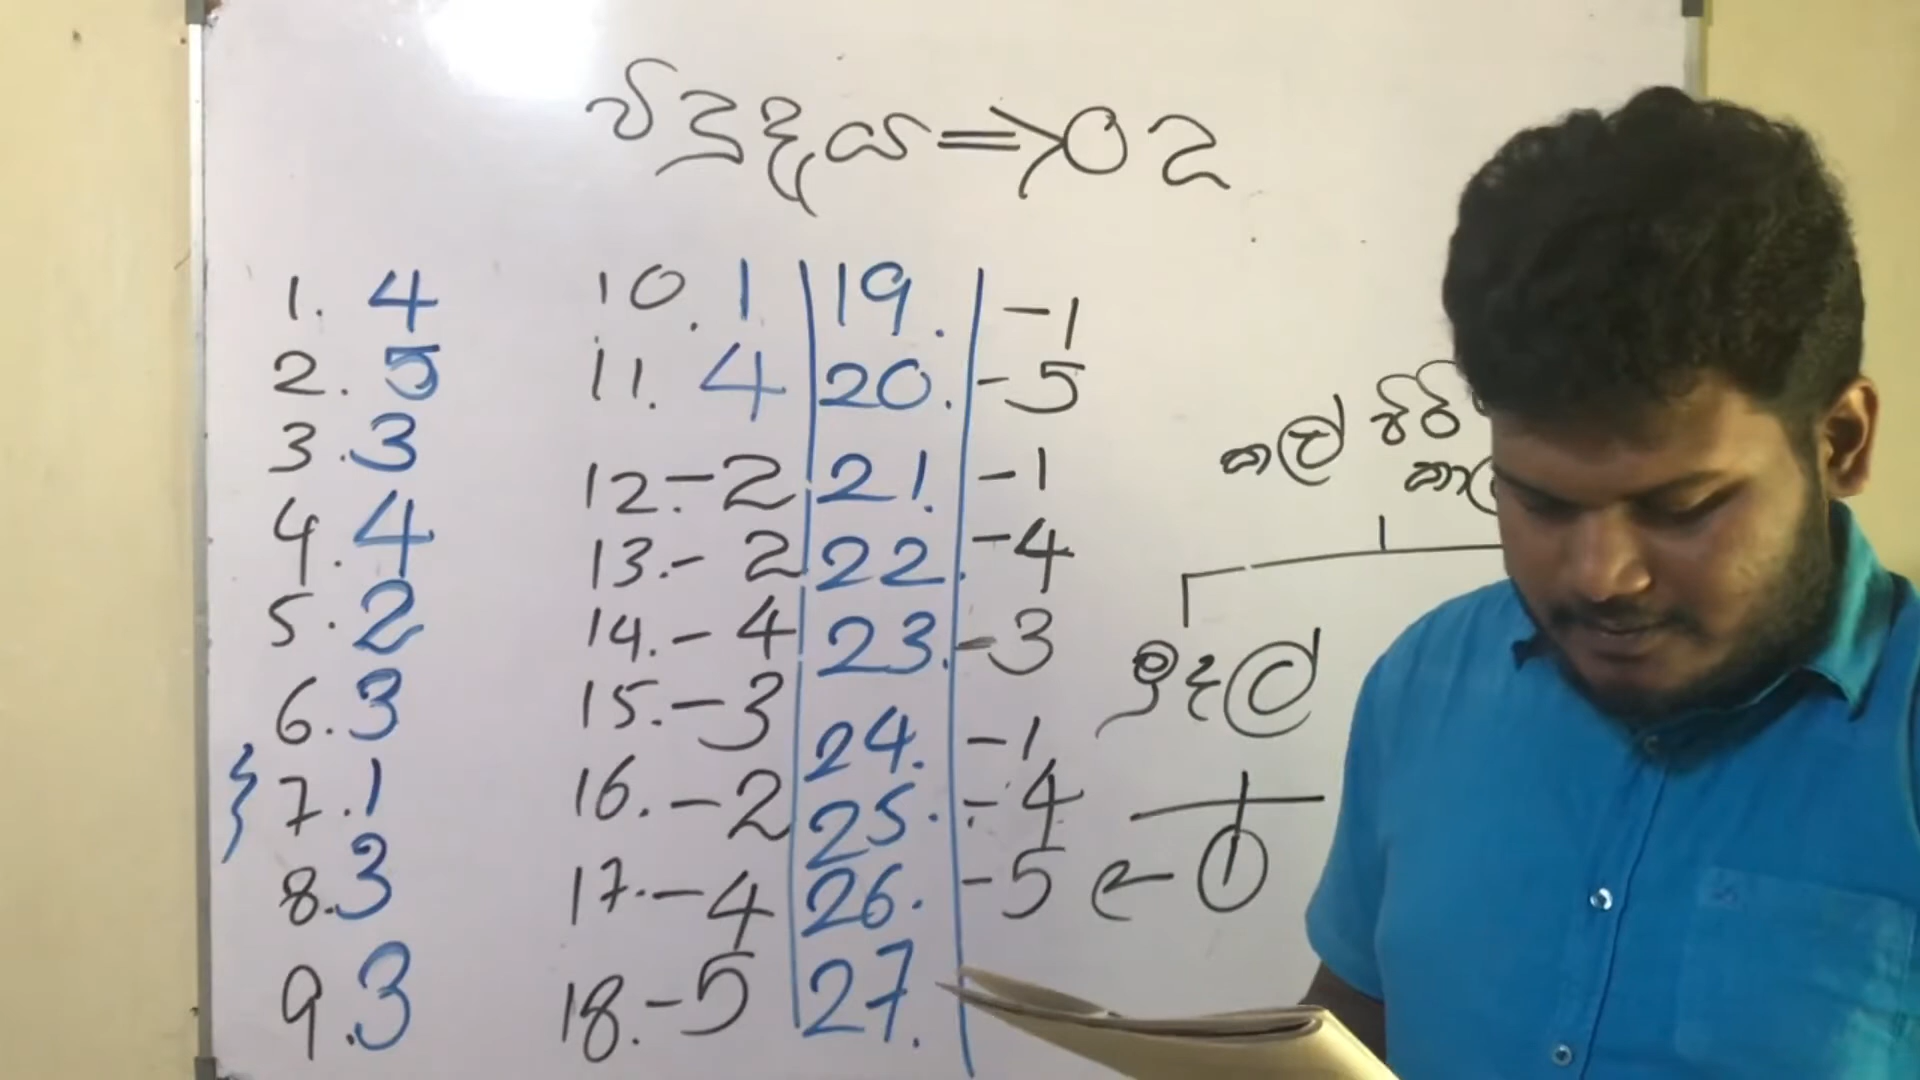 විද්‍යුදය ⇒ 02
1. 4
2. 5
3. 3
4. 4
5. 2
6. 3
7. 1
8. 3
9. 3
10. 1
11. 4
12. - 2
13. - 2
14. - 4
15. - 3
16. - 2
17. - 4
18. - 5
19. - 1
20. - 5
21. - 1
22. - 4
23. - 3
24. - 1
25. - 4
26. - 5
27.
මුදල්